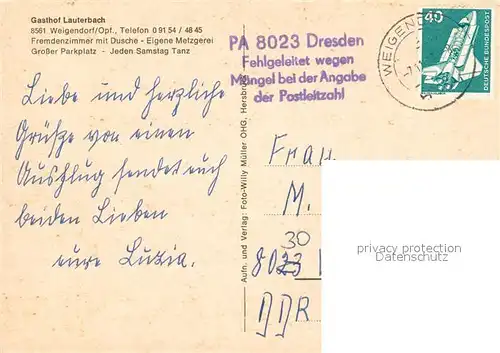 Gasthof Lauterbach
8561 Weigendorf/Opf., Telefon 0 91 54 / 48 45
Fremdenzimmer mit Dusche - Eigene Metzgerei
Großer Parkplatz - Jeden Samstag Tanz
PA 8023 Dresden
Fehlgeleitet wegen
Mängel bei der Angabe
der Postleitzahl
WEIGEN
40
DEUTSCHE BUNDESPOST
Liebe und herzliche
Grüße von einen
Ausflug sendet euch
beiden Lieben
eure Luzia.
Aufn. und Verlag: Foto-Willy Müller OHG, Hersbruck
Frau
M.
30
8023
DDR
privacy protection
Datenschutz